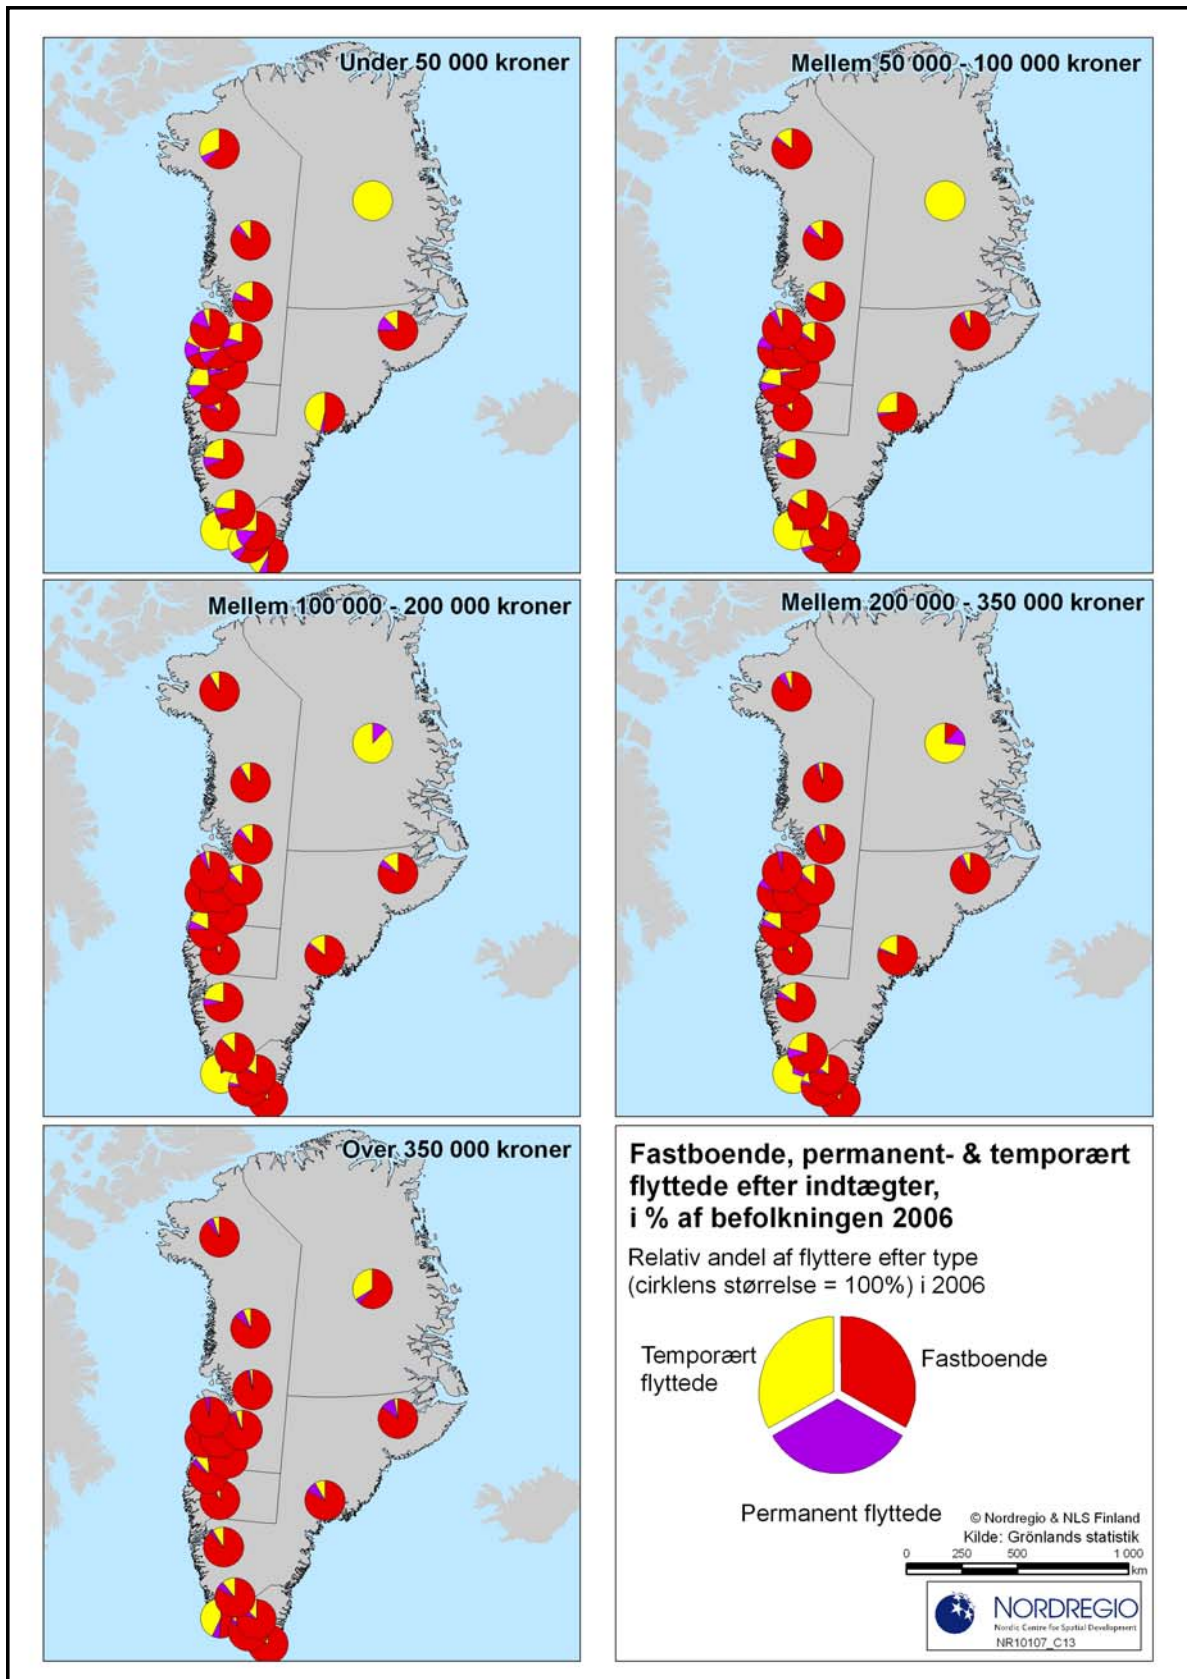 Under 50 000 kroner
Mellem 50 000 - 100 000 kroner
Mellem 100 000 - 200 000 kroner
Mellem 200 000 - 350 000 kroner
Over 350 000 kroner
Fastboende, permanent- & temporært
flyttede efter indtægter,
i % af befolkningen 2006
Relativ andel af flyttere efter type
(cirklens størrelse = 100%) i 2006
Temporært
flyttede
Fastboende
Permanent flyttede
© Nordregio & NLS Finland
Kilde: Grönlands statistik
0 250 500 1 000
km
NORDREGIO
Nordic Centre for Spatial Development
NR10107_C13